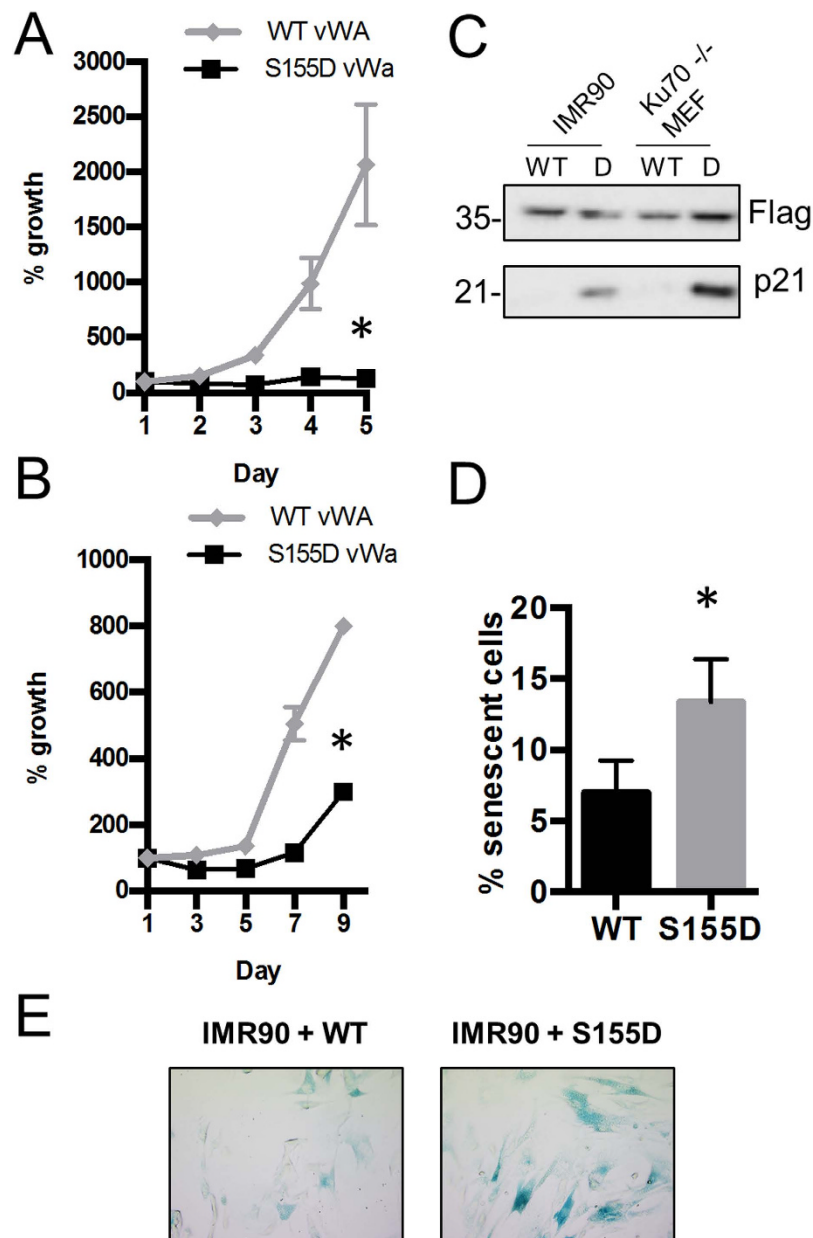 A
WT vWA
S155D vWa
3000
2500
2000
1500
1000
500
0
% growth
*
1 2 3 4 5
Day
B
WT vWA
S155D vWa
1000
800
600
400
200
0
% growth
*
1 3 5 7 9
Day
C
IMR90 Ku70 -/- MEF
WT D WT D
35- Flag
21- p21
D
20
15
10
5
0
% senescent cells
*
WT S155D
E
IMR90 + WT IMR90 + S155D